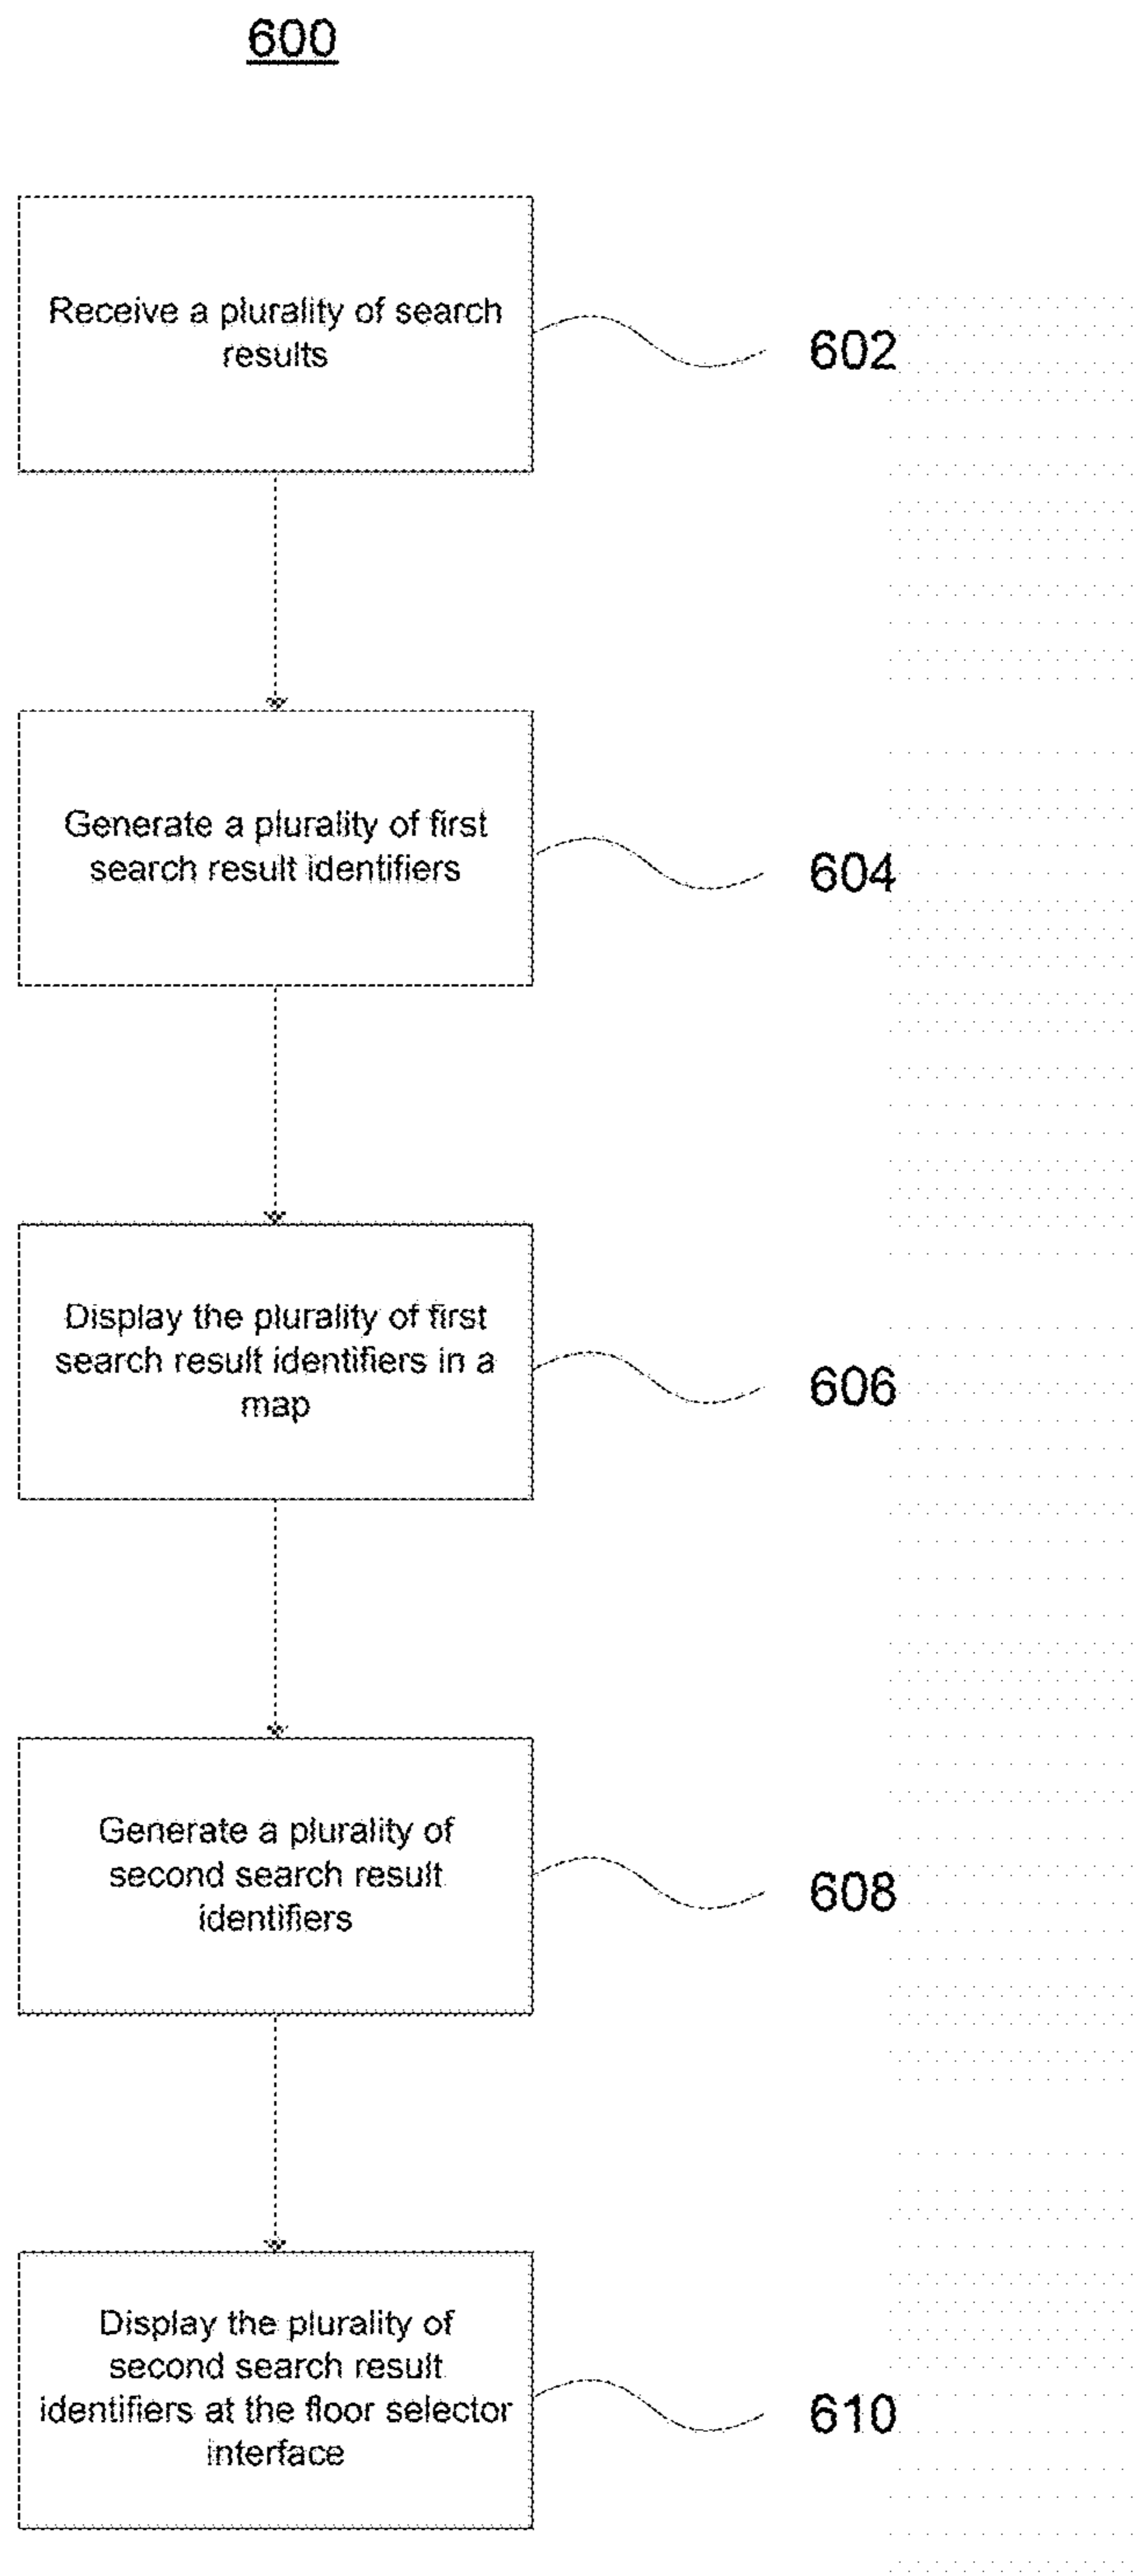 600
Receive a plurality of search
results
602
Generate a plurality of first
search result identifiers
604
Display the plurality of first
search result identifiers in a
map
606
Generate a plurality of
second search result
identifiers
608
Display the plurality of
second search result
identifiers at the floor selector
interface
610